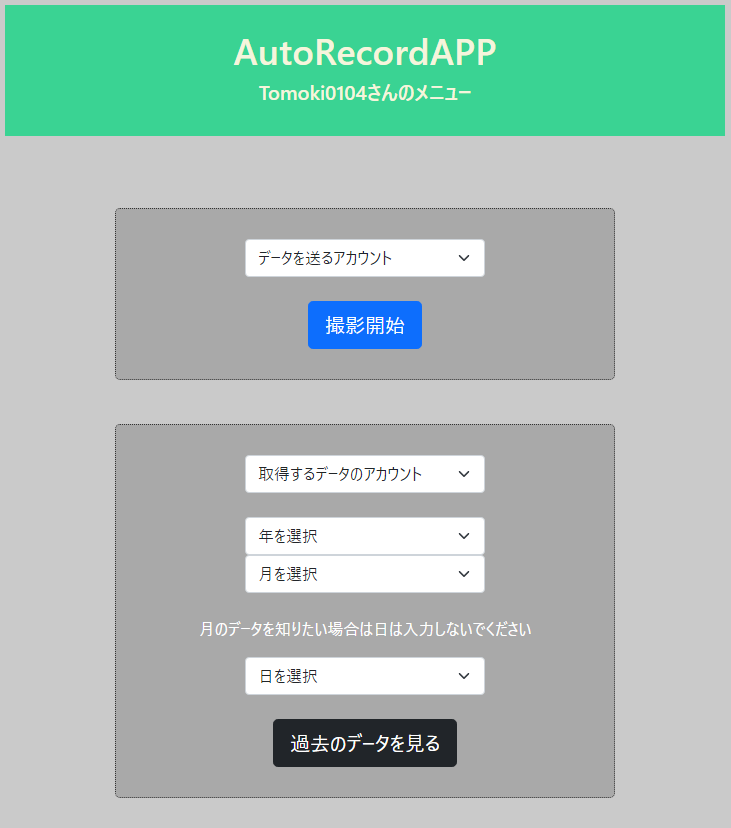 AutoRecordAPP
Tomoki0104さんのメニュー
データを送るアカウント
撮影開始
取得するデータのアカウント
年を選択
月を選択
月のデータを知りたい場合は日は入力しないでください
日を選択
過去のデータを見る